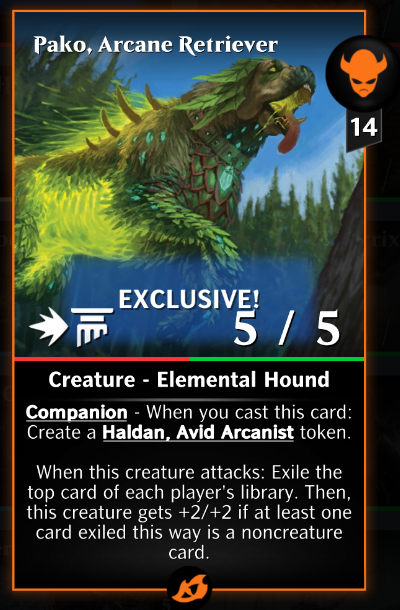 Pako, Arcane Retriever
14
EXCLUSIVE!
5 / 5
Creature - Elemental Hound
Companion - When you cast this card:
Create a Haldan, Avid Arcanist token.
When this creature attacks: Exile the
top card of each player's library. Then,
this creature gets +2/+2 if at least one
card exiled this way is a noncreature
card.